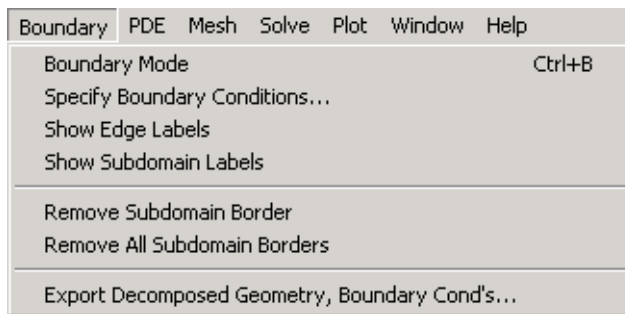 Boundary PDE Mesh Solve Plot Window Help
Boundary Mode Ctrl+B
Specify Boundary Conditions...
Show Edge Labels
Show Subdomain Labels
Remove Subdomain Border
Remove All Subdomain Borders
Export Decomposed Geometry, Boundary Cond's...